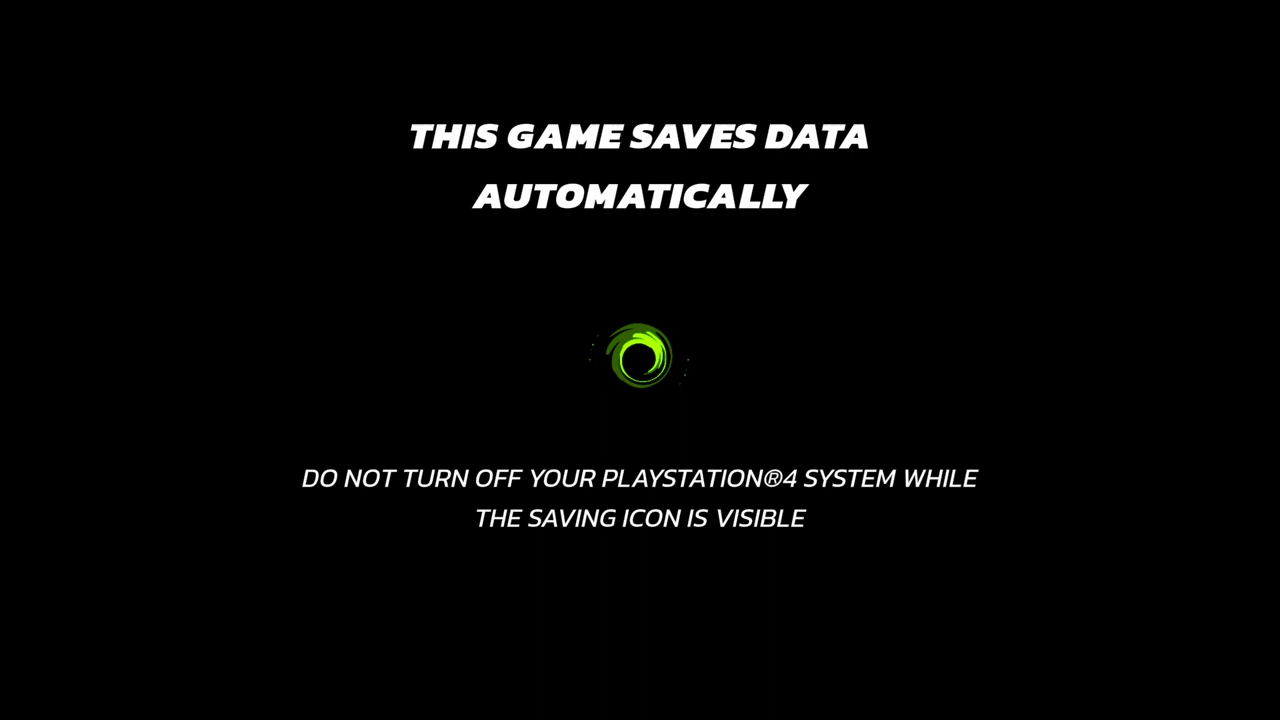 THIS GAME SAVES DATA
AUTOMATICALLY
DO NOT TURN OFF YOUR PLAYSTATION®4 SYSTEM WHILE
THE SAVING ICON IS VISIBLE